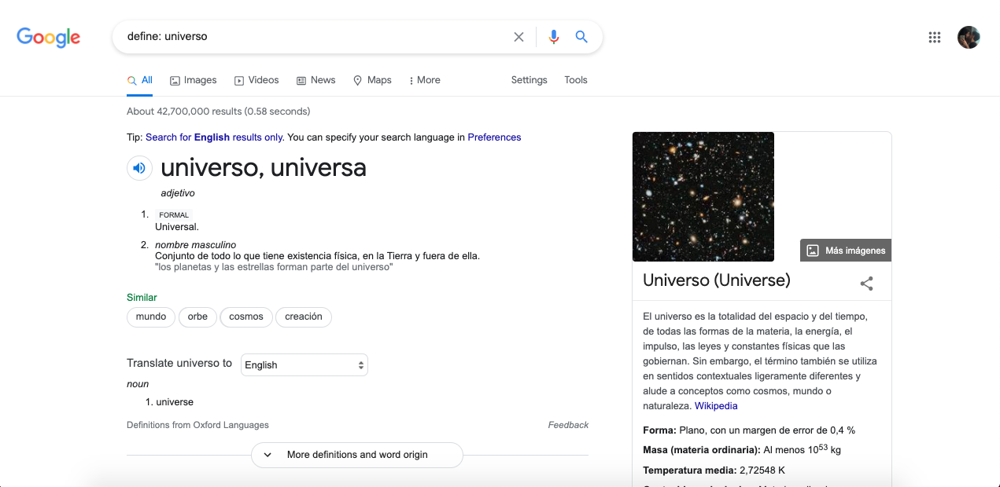 Google
define: universo
All
Images
Videos
News
Maps
More
Settings
Tools
About 42,700,000 results (0.58 seconds)
Tip: Search for English results only. You can specify your search language in Preferences
universo, universa
adjetivo
1. FORMAL
Universal.
2. nombre masculino
Conjunto de todo lo que tiene existencia física, en la Tierra y fuera de ella.
"los planetas y las estrellas forman parte del universo"
Similar
mundo
orbe
cosmos
creación
Translate universo to English
noun
1. universe
Definitions from Oxford Languages
Feedback
More definitions and word origin
Más imágenes
Universo (Universe)
El universo es la totalidad del espacio y del tiempo,
de todas las formas de la materia, la energía, el
impulso, las leyes y constantes físicas que las
gobiernan. Sin embargo, el término también se utiliza
en sentidos contextuales ligeramente diferentes y
alude a conceptos como cosmos, mundo o
naturaleza. Wikipedia
Forma: Plano, con un margen de error de 0,4 %
Masa (materia ordinaria): Al menos 10⁵³ kg
Temperatura media: 2,72548 K